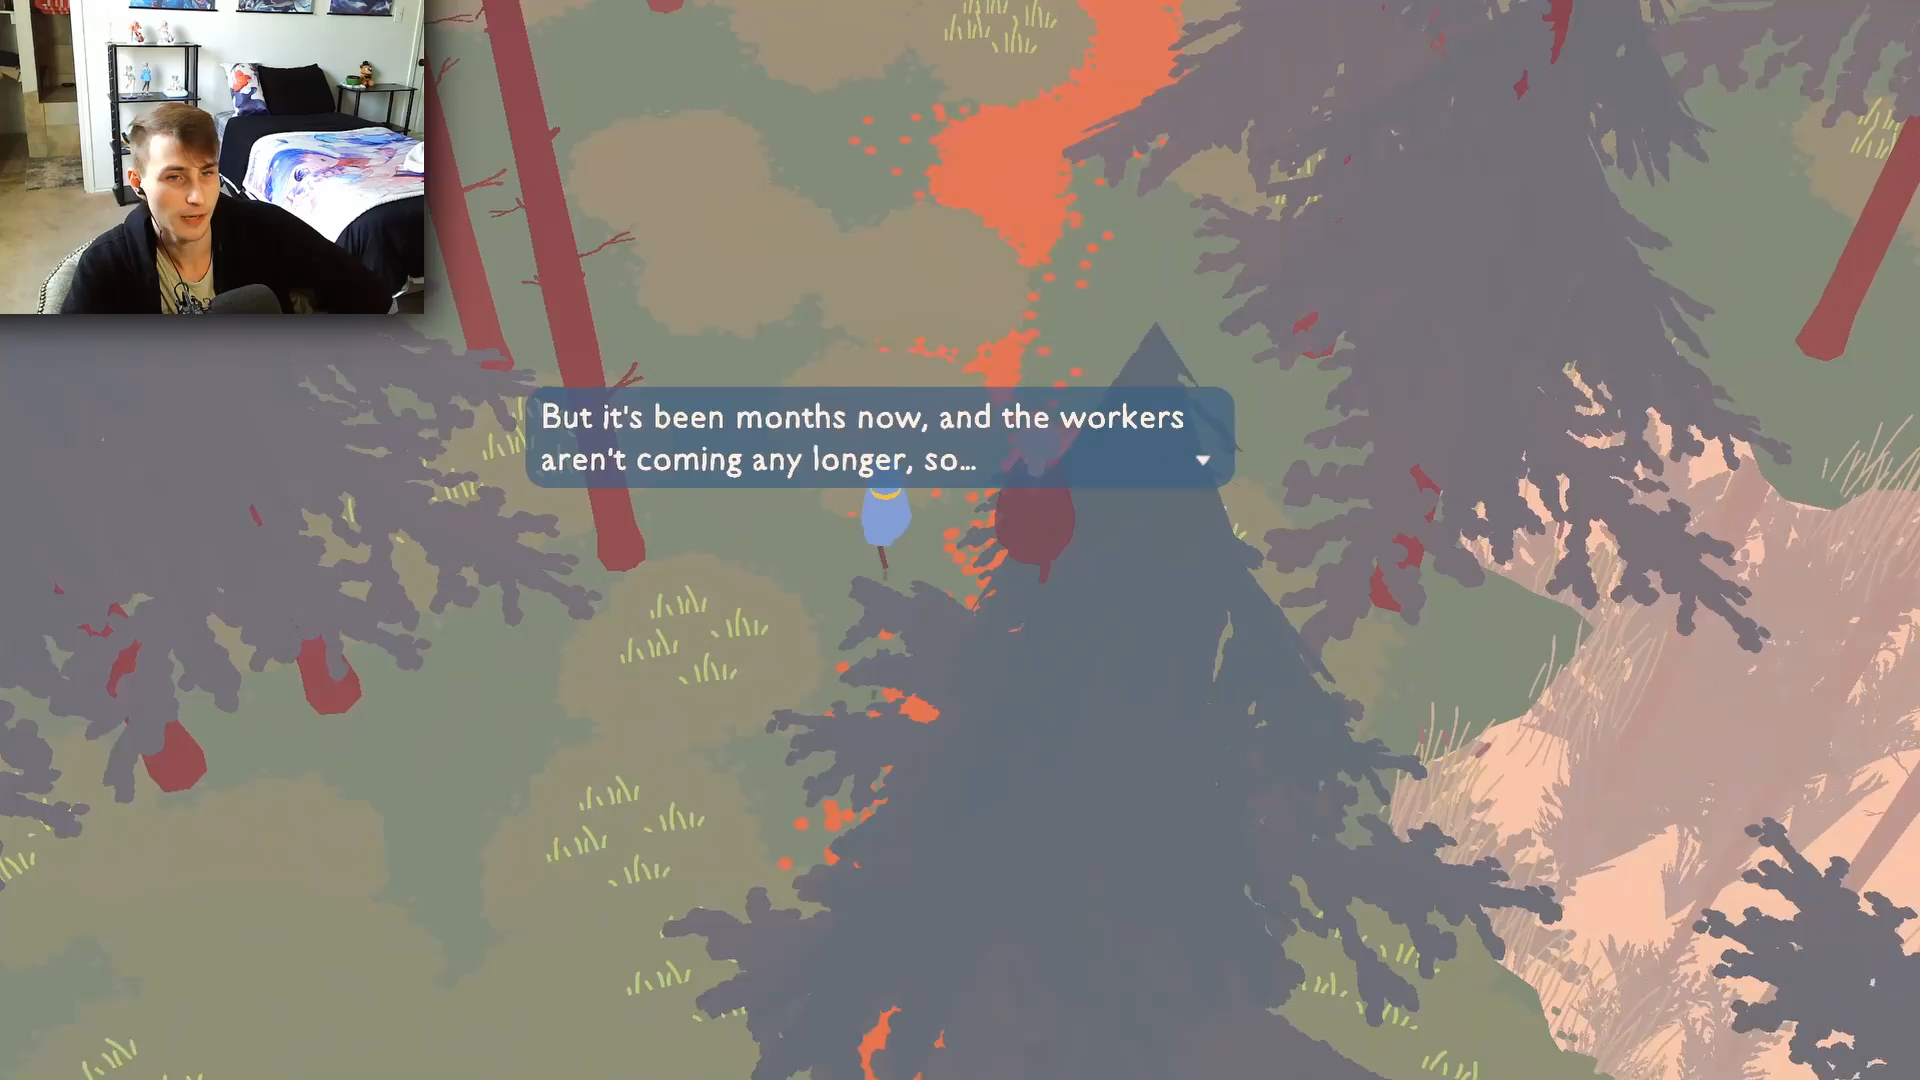 But it's been months now, and the workers
aren't coming any longer, so...